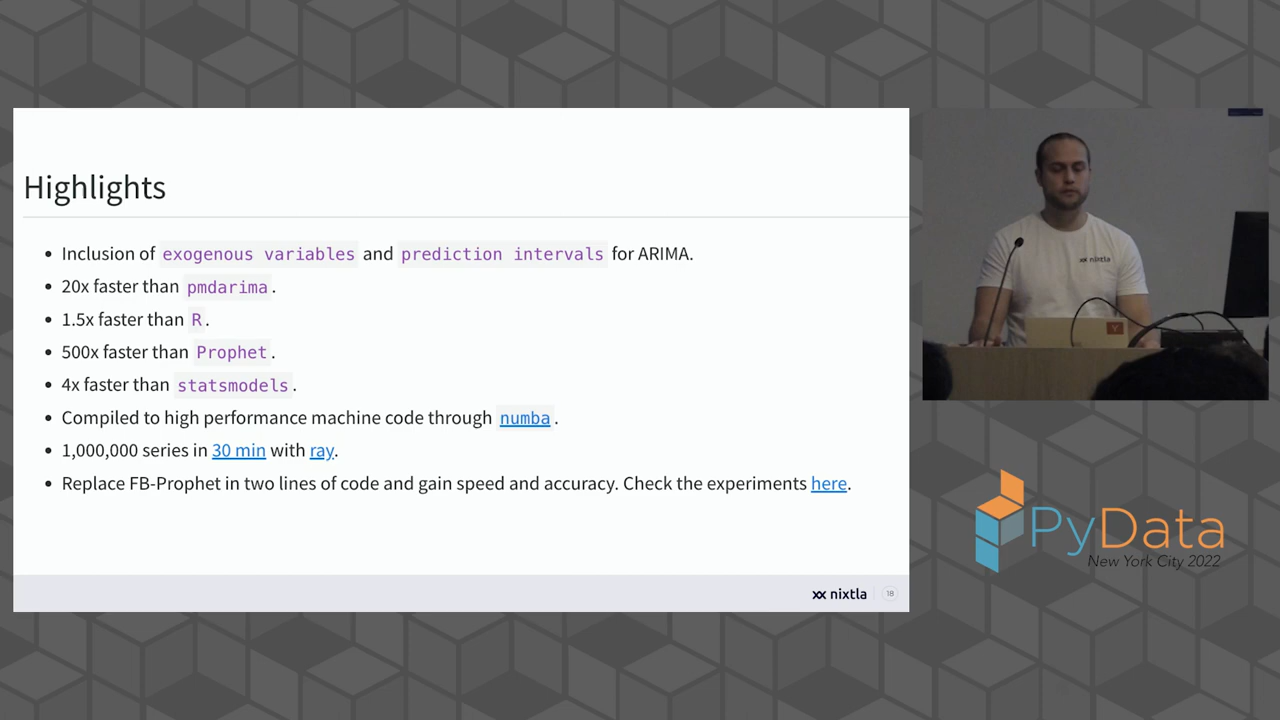 Highlights
• Inclusion of exogenous variables and prediction intervals for ARIMA.
• 20x faster than pmdarima.
• 1.5x faster than R.
• 500x faster than Prophet.
• 4x faster than statsmodels.
• Compiled to high performance machine code through numba.
• 1,000,000 series in 30 min with ray.
• Replace FB-Prophet in two lines of code and gain speed and accuracy. Check the experiments here.
nixtla 18
nixtla
Y
PyData
New York City 2022